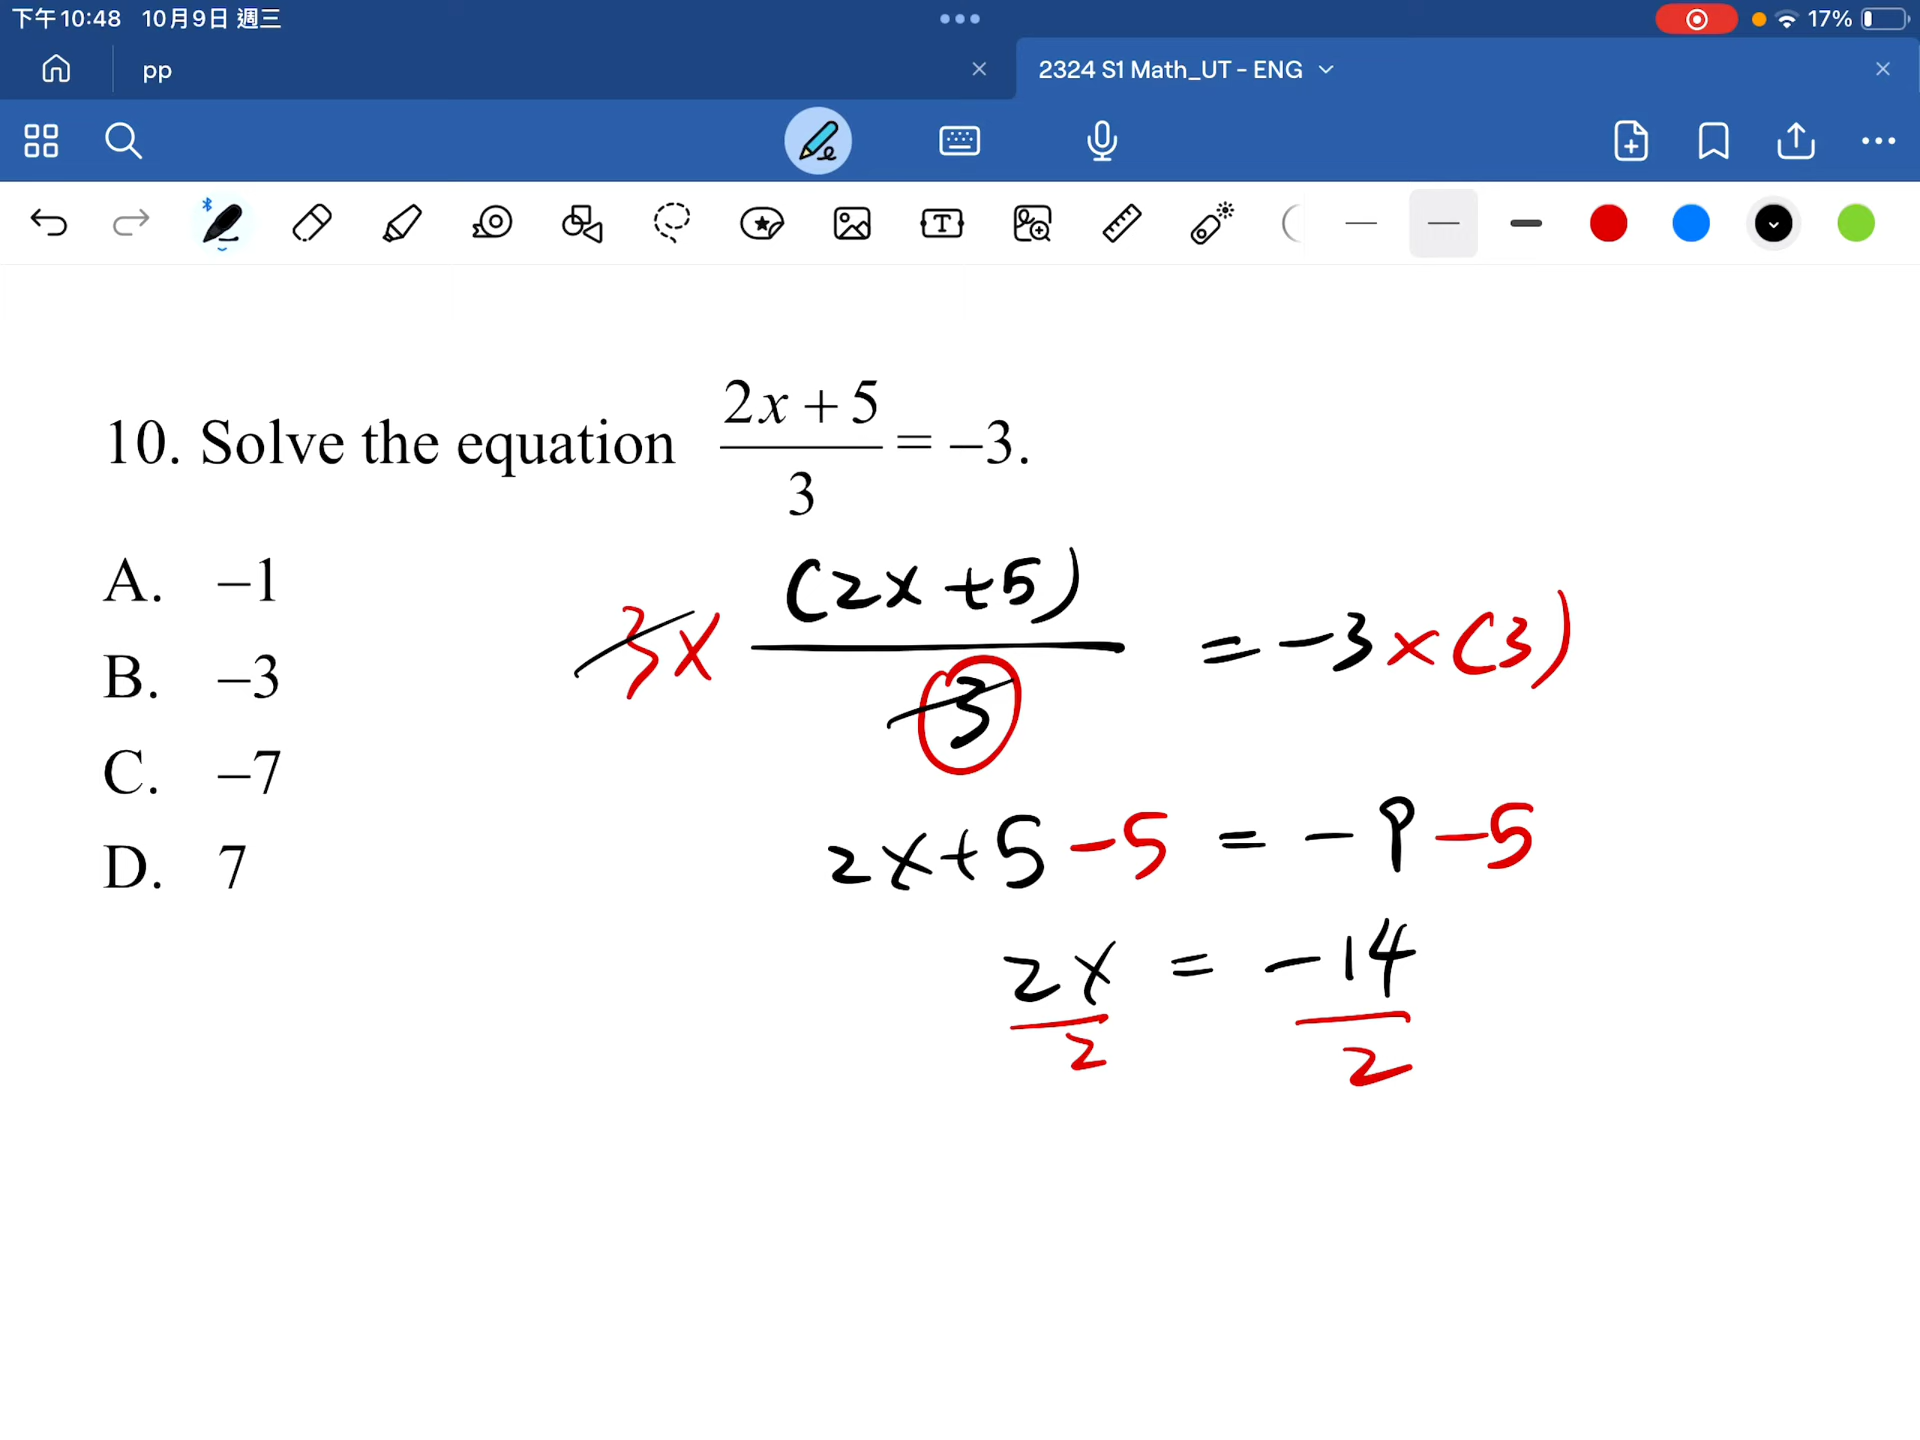 下午10:48 10月9日 週三 17%
pp 2324 S1 Math_UT - ENG
10. Solve the equation (2x + 5)/3 = –3.
A. –1
B. –3
C. –7
D. 7
3x (2x+5)/3 = -3x(3)
2x+5-5 = -9-5
2x/2 = -14/2